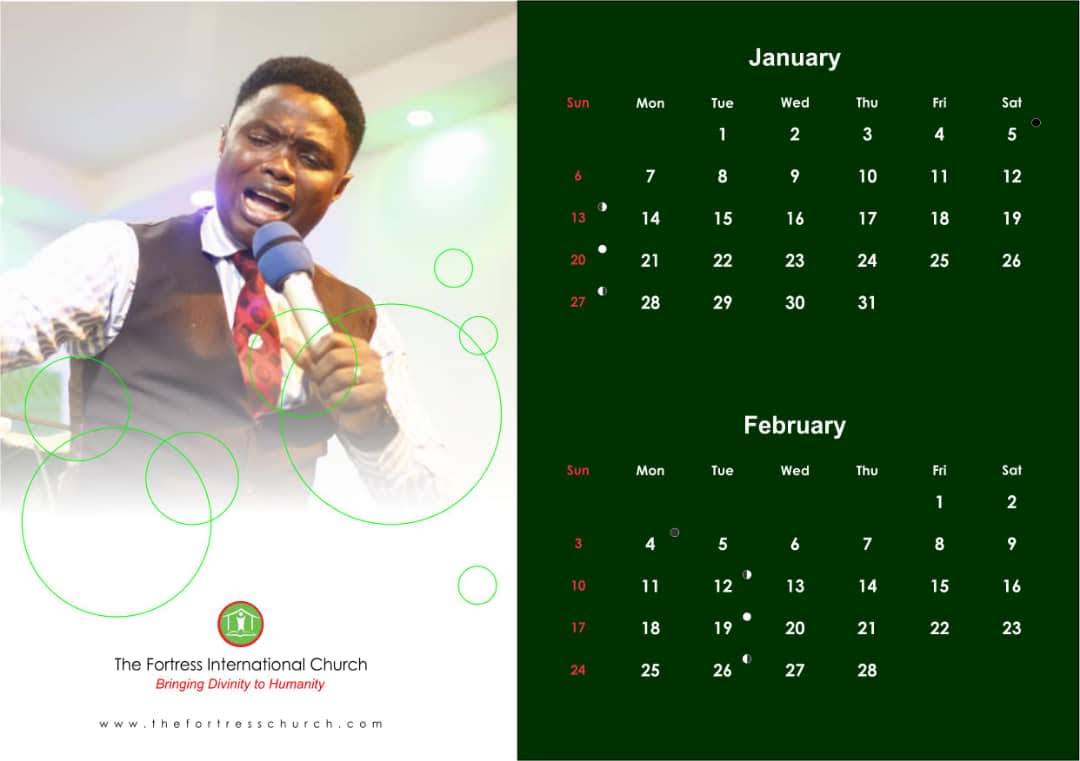 The Fortress International Church
Bringing Divinity to Humanity
www.thefortresschurch.com
January
Sun Mon Tue Wed Thu Fri Sat
1 2 3 4 5
6 7 8 9 10 11 12
13 14 15 16 17 18 19
20 21 22 23 24 25 26
27 28 29 30 31
February
Sun Mon Tue Wed Thu Fri Sat
1 2
3 4 5 6 7 8 9
10 11 12 13 14 15 16
17 18 19 20 21 22 23
24 25 26 27 28